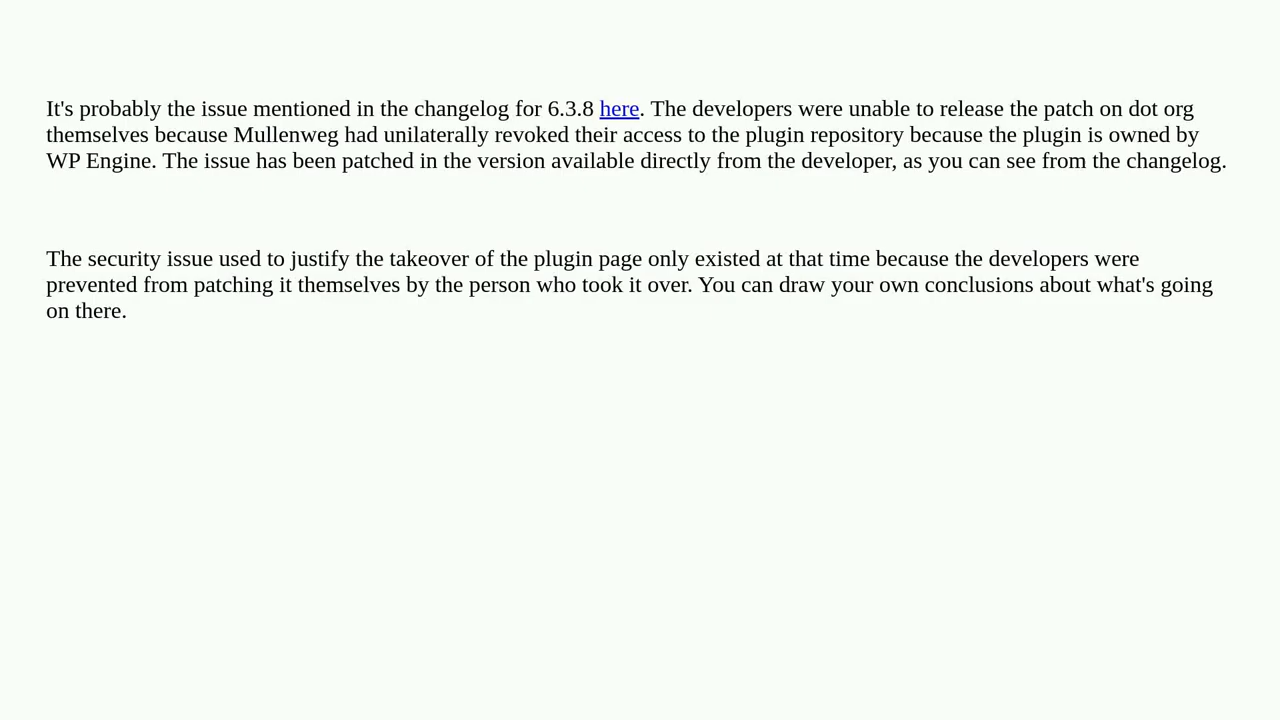 It's probably the issue mentioned in the changelog for 6.3.8 here. The developers were unable to release the patch on dot org
themselves because Mullenweg had unilaterally revoked their access to the plugin repository because the plugin is owned by
WP Engine. The issue has been patched in the version available directly from the developer, as you can see from the changelog.
The security issue used to justify the takeover of the plugin page only existed at that time because the developers were
prevented from patching it themselves by the person who took it over. You can draw your own conclusions about what's going
on there.